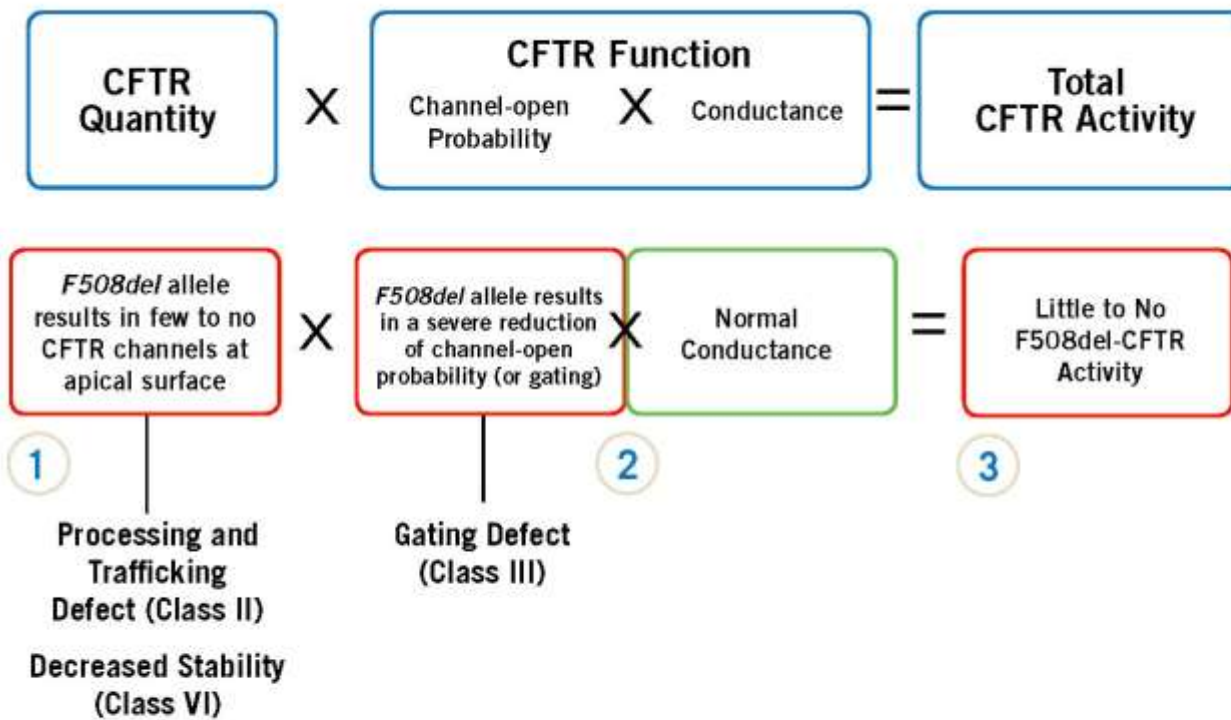 CFTR
Quantity
X
CFTR Function
Channel-open
Probability
X
Conductance
=
Total
CFTR Activity
F508del allele
results in few to no
CFTR channels at
apical surface
X
F508del allele results
in a severe reduction
of channel-open
probability (or gating)
X
Normal
Conductance
=
Little to No
F508del-CFTR
Activity
1
2
3
Processing and
Trafficking
Defect (Class II)
Decreased Stability
(Class VI)
Gating Defect
(Class III)